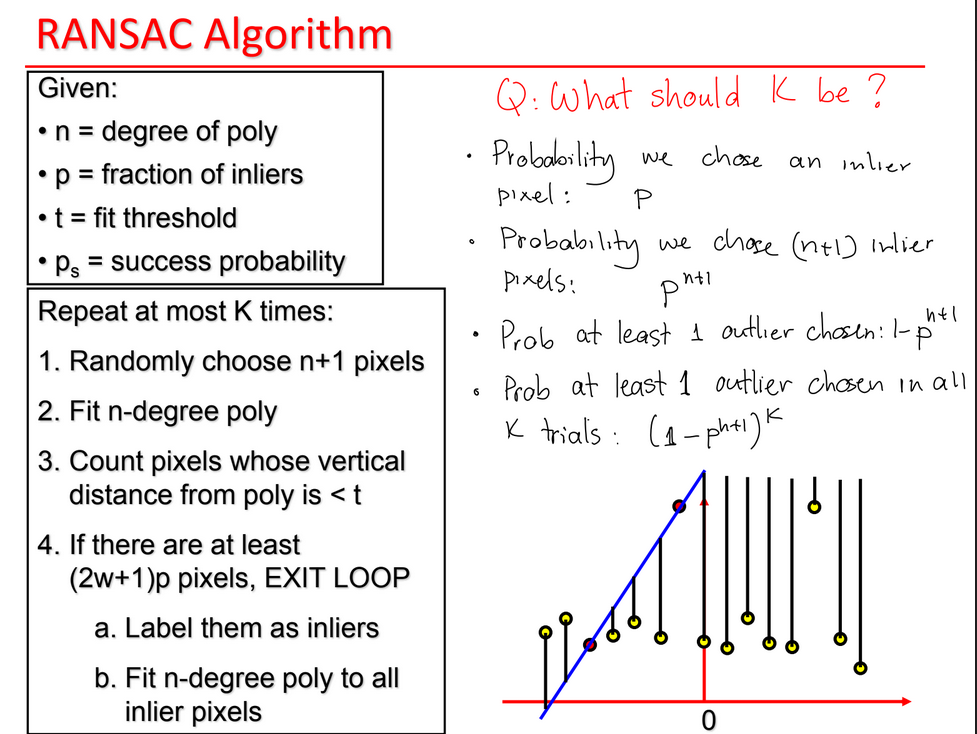 RANSAC Algorithm
Given:
• n = degree of poly
• p = fraction of inliers
• t = fit threshold
• pₛ = success probability
Repeat at most K times:
1. Randomly choose n+1 pixels
2. Fit n-degree poly
3. Count pixels whose vertical
distance from poly is < t
4. If there are at least
(2w+1)p pixels, EXIT LOOP
a. Label them as inliers
b. Fit n-degree poly to all
inlier pixels
Q: What should K be?
• Probability we chose an inlier
pixel: p
• Probability we chose (n+1) inlier
pixels: pⁿ⁺¹
• Prob at least 1 outlier chosen: 1-pⁿ⁺¹
• Prob at least 1 outlier chosen in all
K trials: (1-pⁿ⁺¹)ᴷ
0